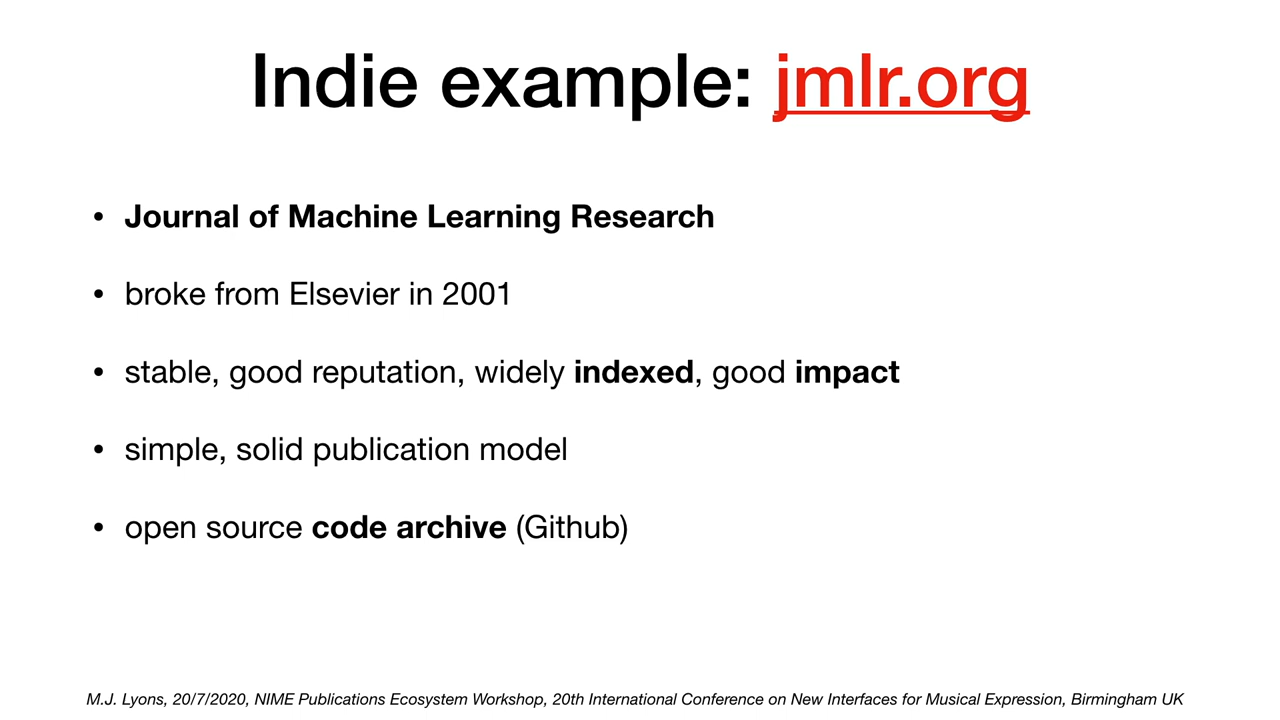 Indie example: jmlr.org
• Journal of Machine Learning Research
• broke from Elsevier in 2001
• stable, good reputation, widely indexed, good impact
• simple, solid publication model
• open source code archive (Github)
M.J. Lyons, 20/7/2020, NIME Publications Ecosystem Workshop, 20th International Conference on New Interfaces for Musical Expression, Birmingham UK